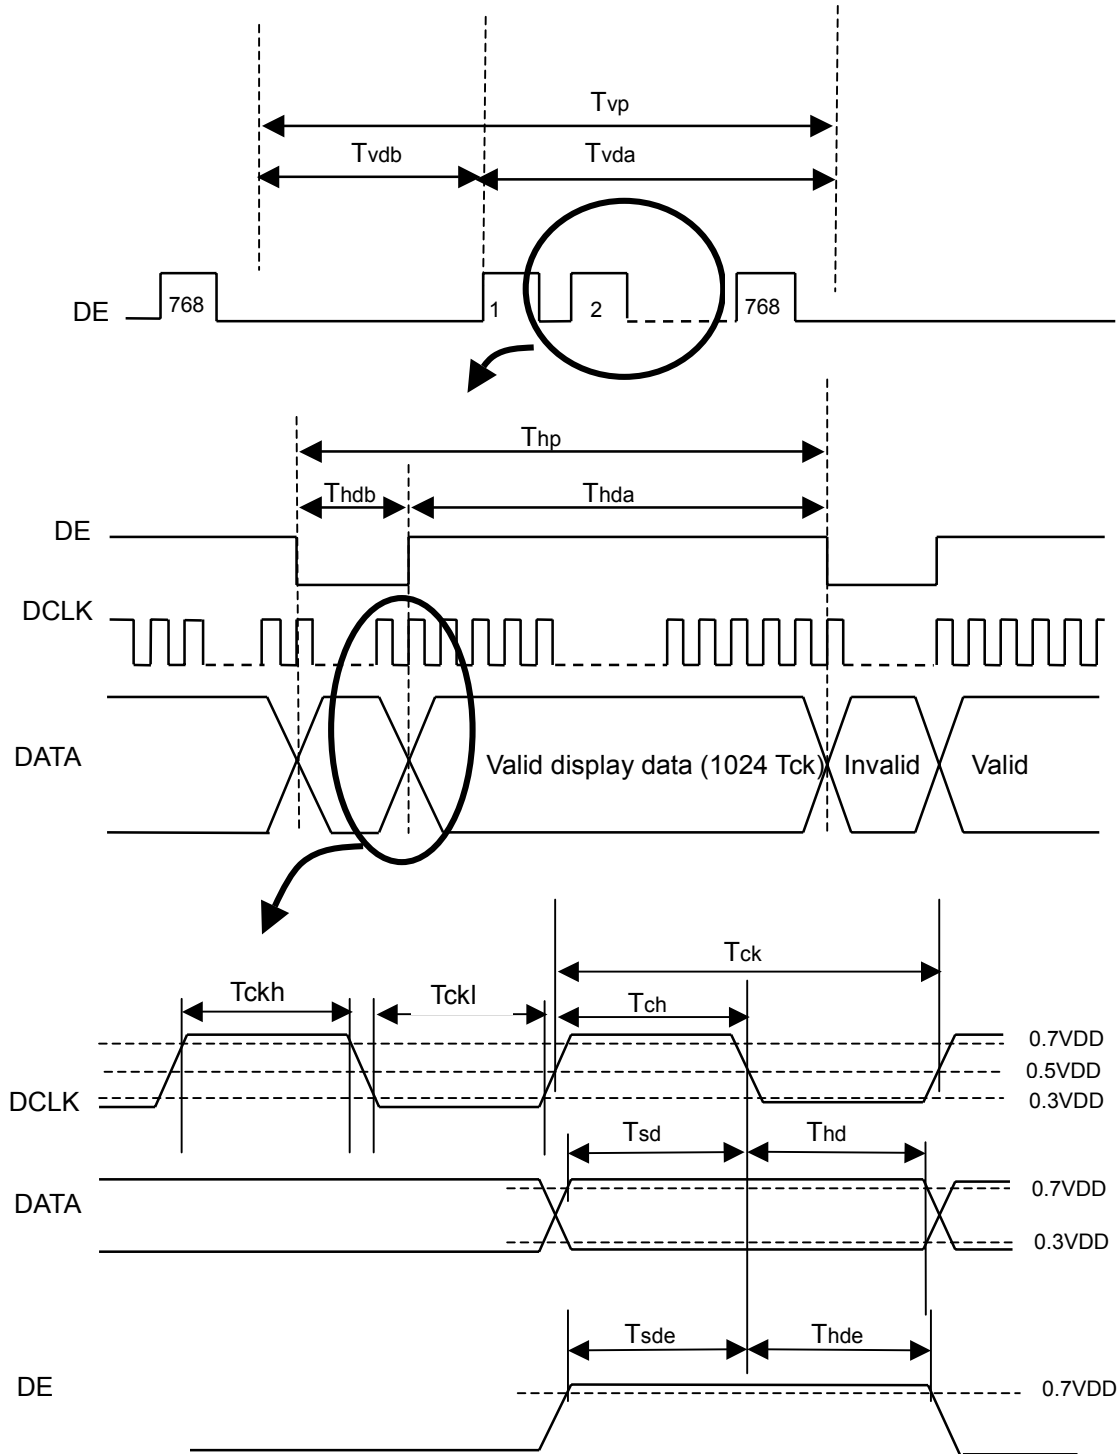 Tvp
Tvdb Tvda
DE 768 1 2 768
Thp
Thdb Thda
DE
DCLK
DATA Valid display data (1024 Tck) Invalid Valid
Tck
Tckh Tckl Tch
0.7VDD
0.5VDD
DCLK 0.3VDD
Tsd Thd
DATA 0.7VDD
0.3VDD
Tsde Thde
DE 0.7VDD